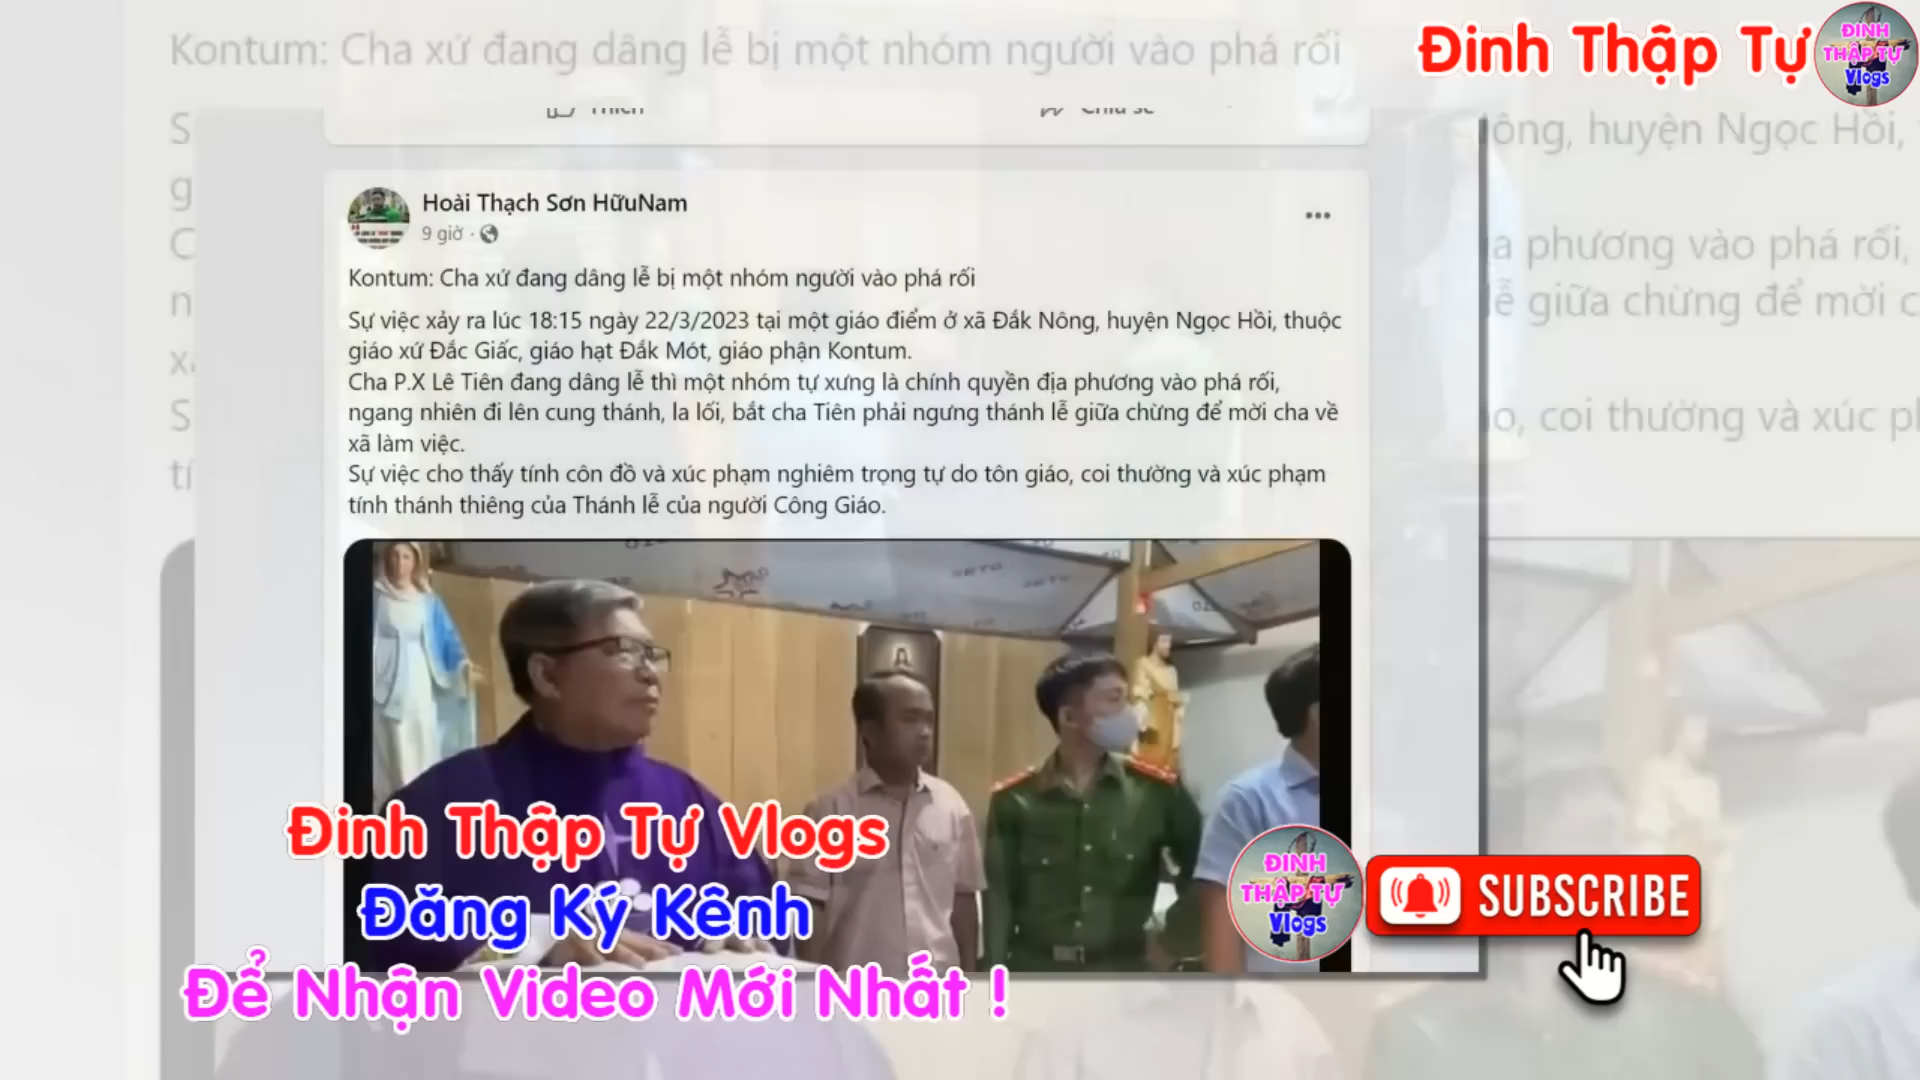 Kontum: Cha xứ đang dâng lễ bị một nhóm người vào phá rối
Đinh Thập Tự
ĐINH
THẬP TỰ
Vlogs
Thích
Chia sẻ
ông, huyện Ngọc Hồi,
phương vào phá rối,
lễ giữa chừng để mời c
o, coi thường và xúc ph
Hoài Thạch Sơn HữuNam
9 giờ ·
Kontum: Cha xứ đang dâng lễ bị một nhóm người vào phá rối
Sự việc xảy ra lúc 18:15 ngày 22/3/2023 tại một giáo điểm ở xã Đắk Nông, huyện Ngọc Hồi, thuộc
giáo xứ Đắc Giấc, giáo hạt Đắk Mót, giáo phận Kontum.
Cha P.X Lê Tiên đang dâng lễ thì một nhóm tự xưng là chính quyền địa phương vào phá rối,
ngang nhiên đi lên cung thánh, la lối, bắt cha Tiên phải ngưng thánh lễ giữa chừng để mời cha về
xã làm việc.
Sự việc cho thấy tính côn đồ và xúc phạm nghiêm trọng tự do tôn giáo, coi thường và xúc phạm
tính thánh thiêng của Thánh lễ của người Công Giáo.
Đinh Thập Tự Vlogs
Đăng Ký Kênh
Để Nhận Video Mới Nhất !
ĐINH
THẬP TỰ
Vlogs
SUBSCRIBE